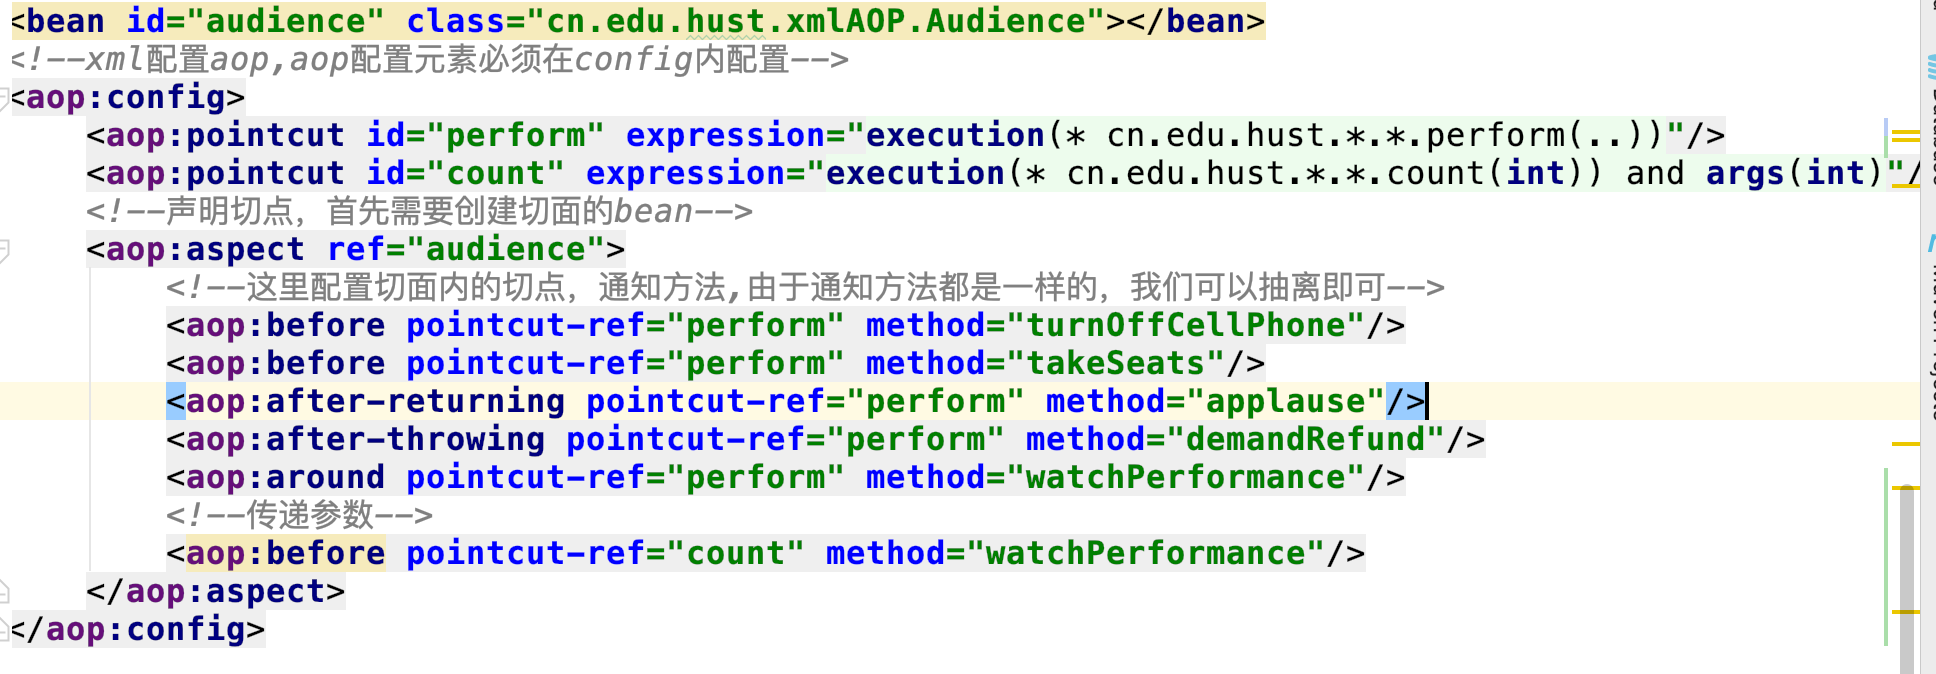 <bean id="audience" class="cn.edu.hust.xmlAOP.Audience"></bean>
<!--xml配置aop,aop配置元素必须在config内配置-->
<aop:config>
<aop:pointcut id="perform" expression="execution(* cn.edu.hust.*.*.perform(..))"/>
<aop:pointcut id="count" expression="execution(* cn.edu.hust.*.*.count(int)) and args(int)"/
<!--声明切点，首先需要创建切面的bean-->
<aop:aspect ref="audience">
<!--这里配置切面内的切点，通知方法,由于通知方法都是一样的，我们可以抽离即可-->
<aop:before pointcut-ref="perform" method="turnOffCellPhone"/>
<aop:before pointcut-ref="perform" method="takeSeats"/>
<aop:after-returning pointcut-ref="perform" method="applause"/>
<aop:after-throwing pointcut-ref="perform" method="demandRefund"/>
<aop:around pointcut-ref="perform" method="watchPerformance"/>
<!--传递参数-->
<aop:before pointcut-ref="count" method="watchPerformance"/>
</aop:aspect>
</aop:config>